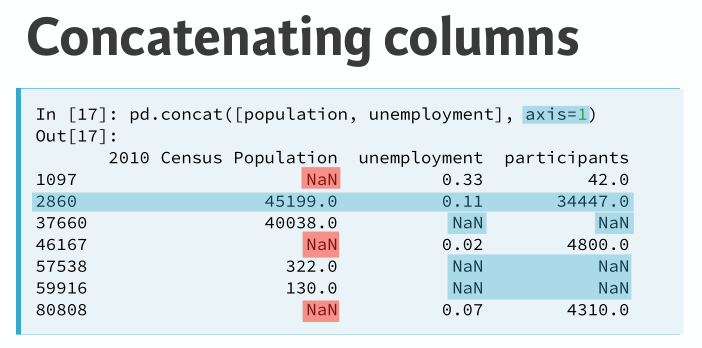 Concatenating columns
In [17]: pd.concat([population, unemployment], axis=1)
Out[17]:
2010 Census Population unemployment participants
1097 NaN 0.33 42.0
2860 45199.0 0.11 34447.0
37660 40038.0 NaN NaN
46167 NaN 0.02 4800.0
57538 322.0 NaN NaN
59916 130.0 NaN NaN
80808 NaN 0.07 4310.0